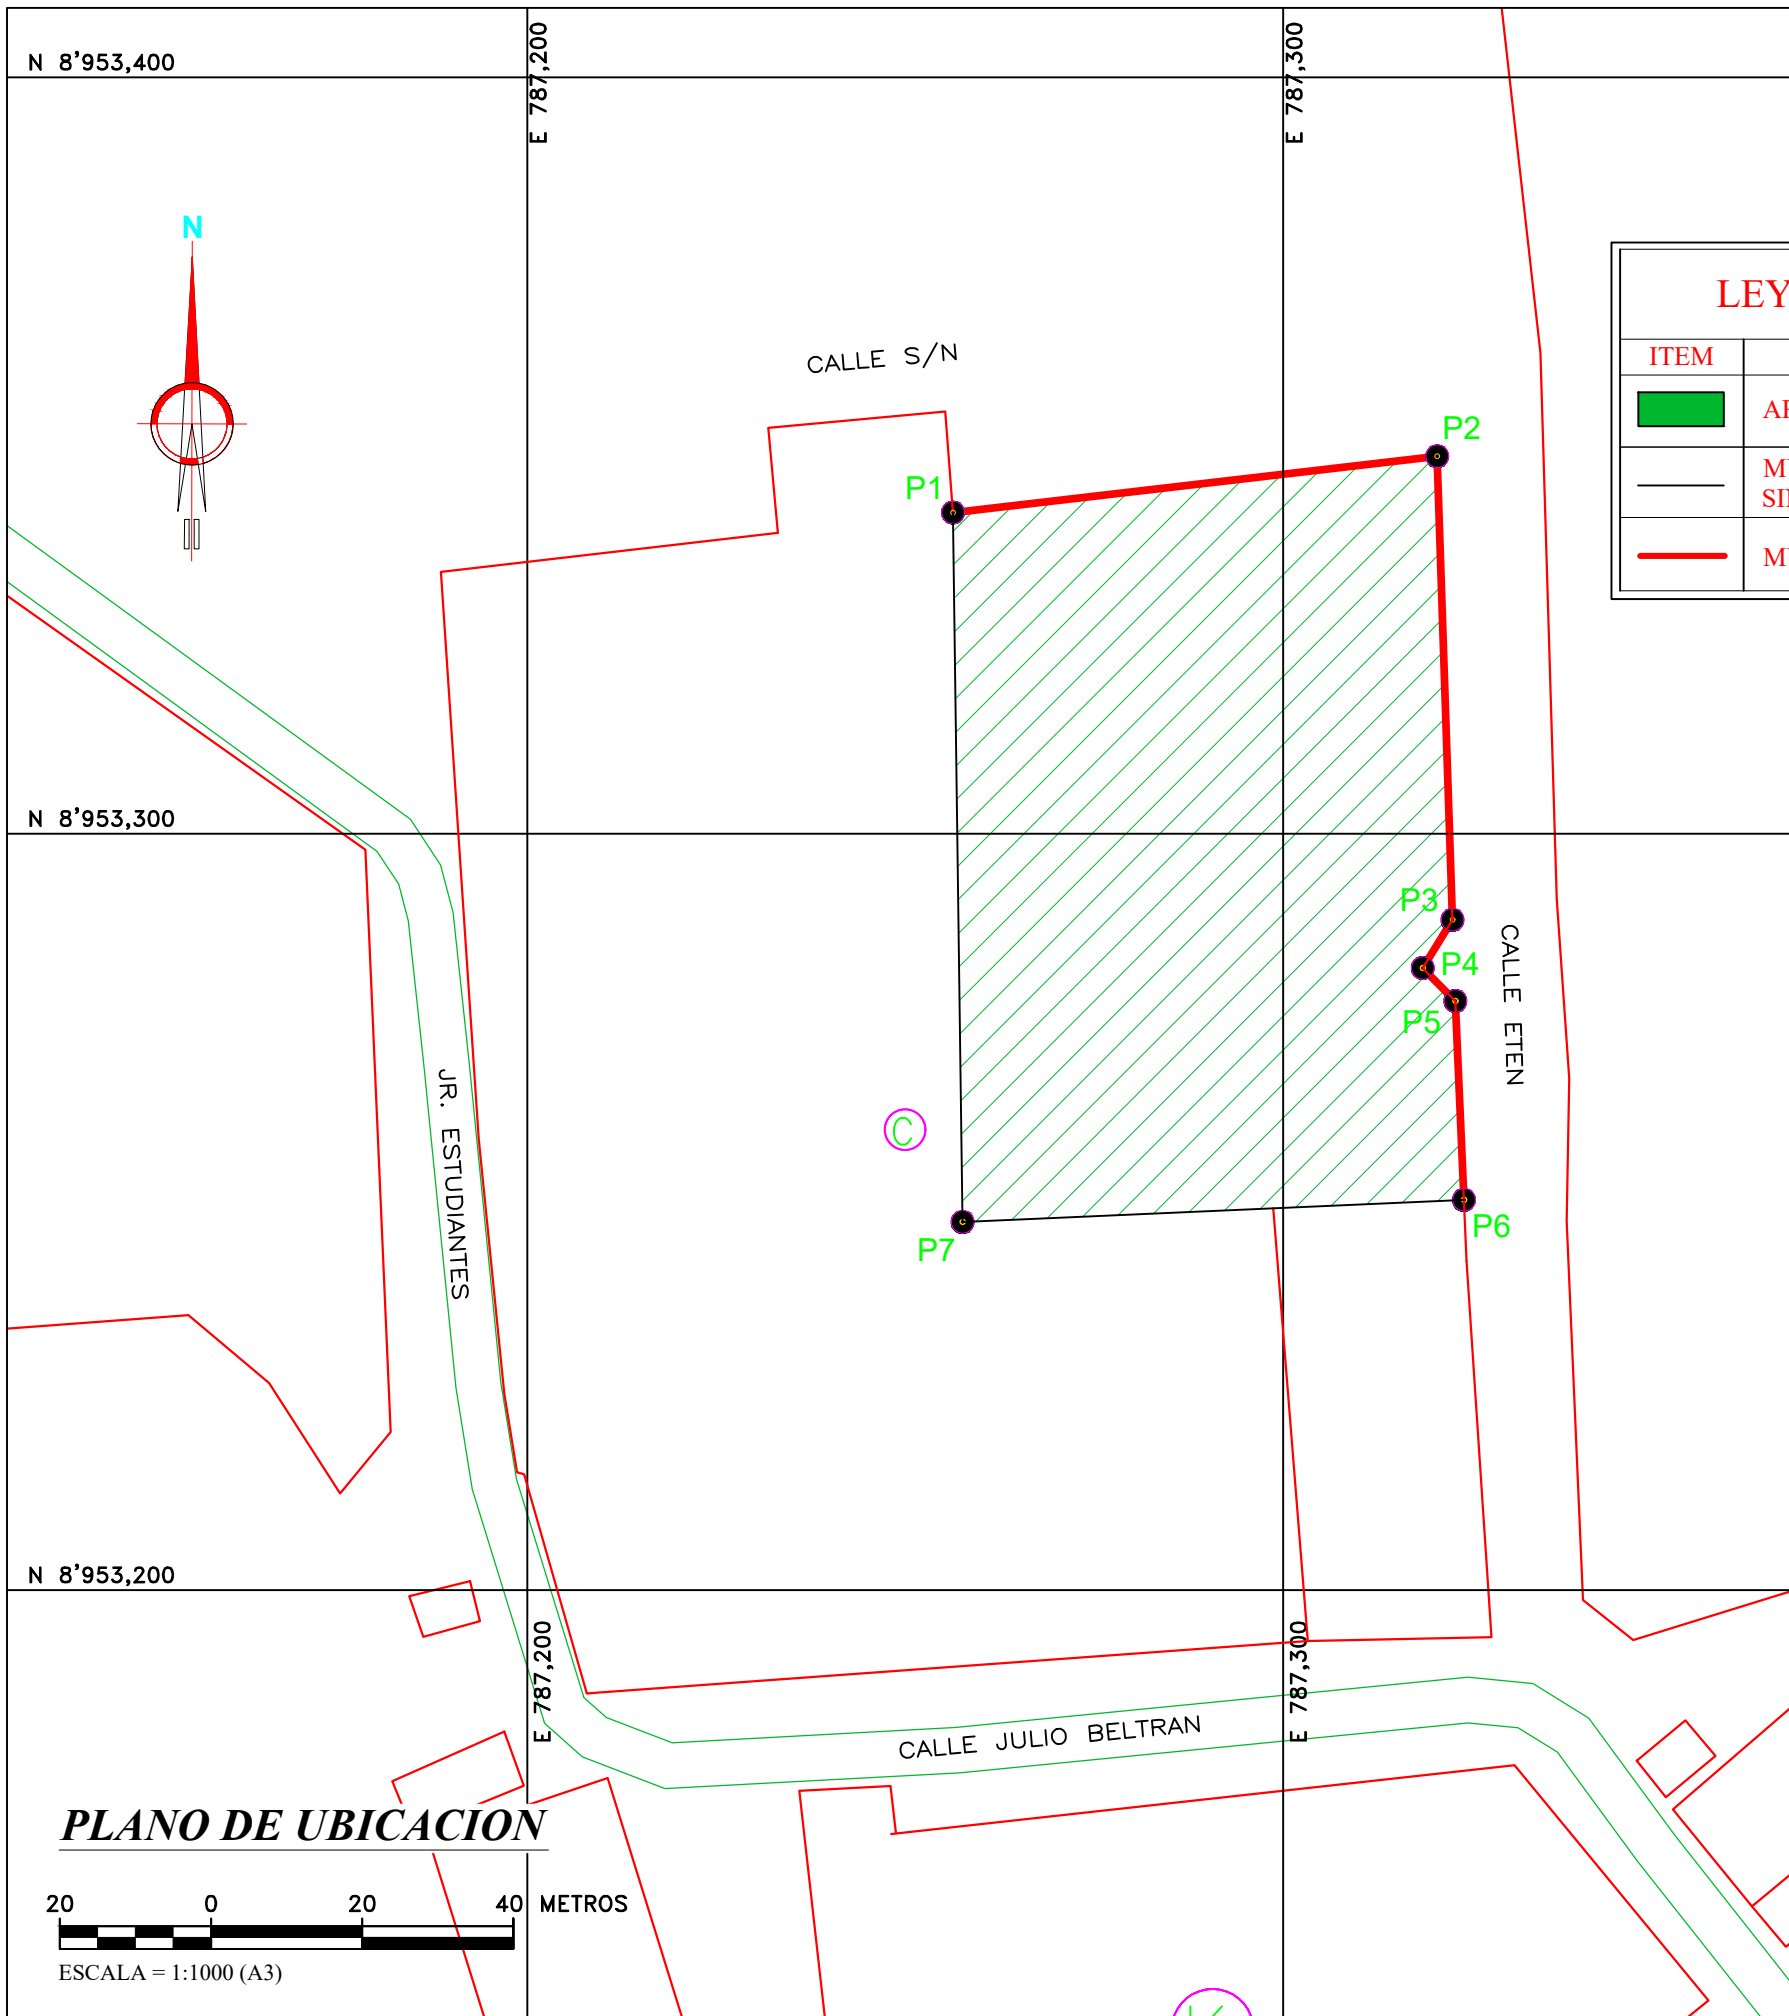 N 8'953,400
E 787,200
E 787,300
N
LEY
ITEM
CALLE S/N
P1
P2
N 8'953,300
P3
P4
P5
CALLE ETEN
JR. ESTUDIANTES
C
P6
P7
N 8'953,200
E 787,200
E 787,300
CALLE JULIO BELTRAN
PLANO DE UBICACION
20 0 20 40 METROS
ESCALA = 1:1000 (A3)